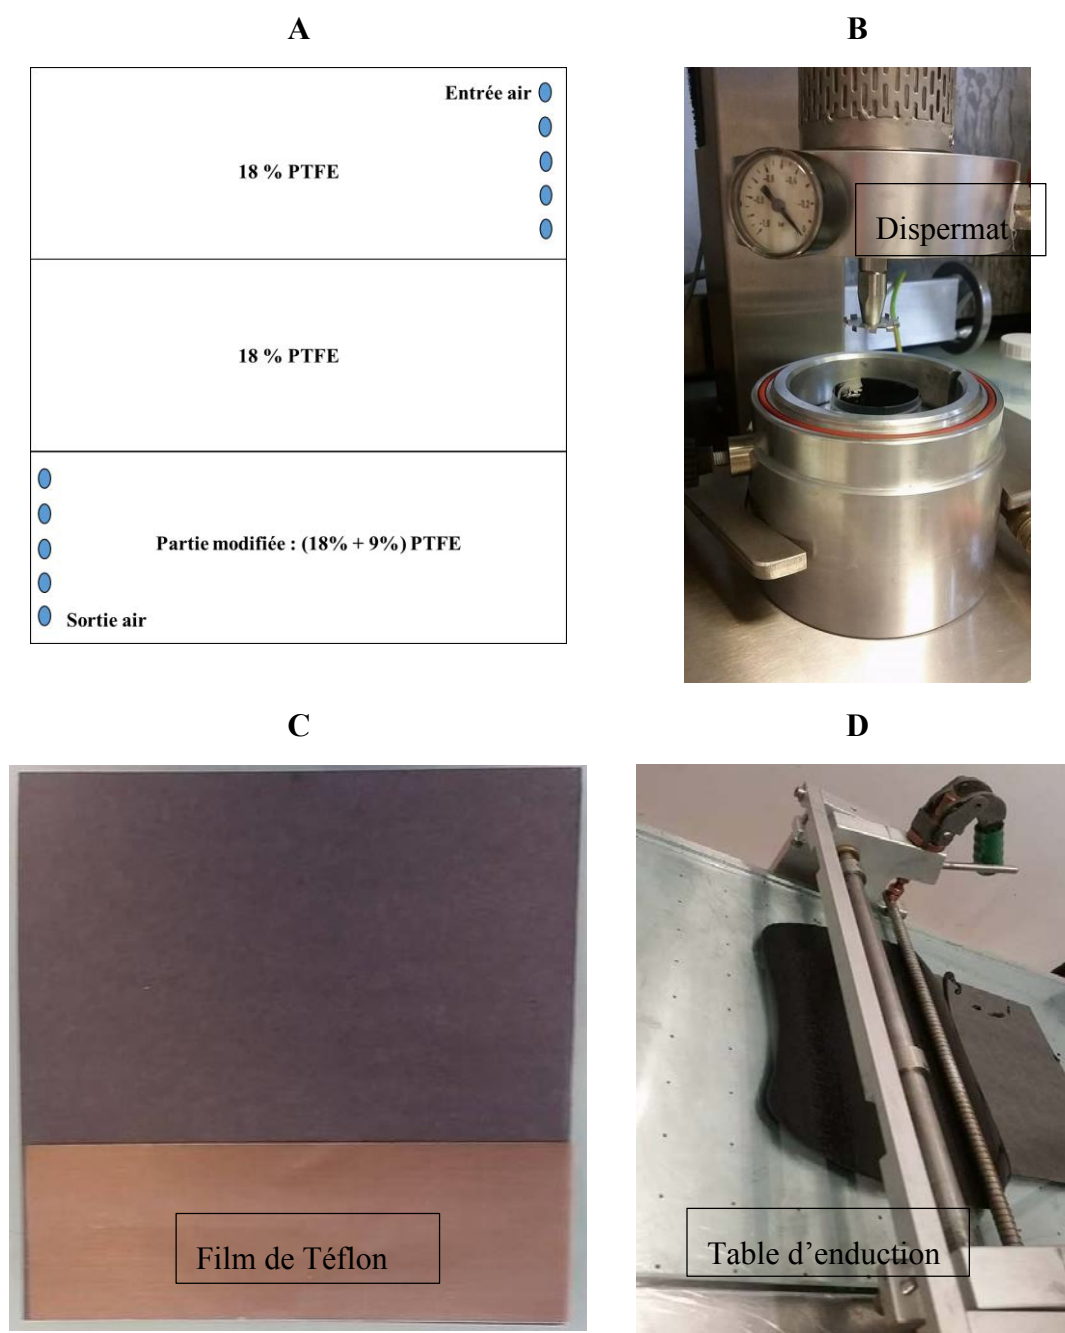 A
B
Entrée air
18 % PTFE
18 % PTFE
Partie modifiée : (18% + 9%) PTFE
Sortie air
Dispermat
C
D
Film de Téflon
Table d’enduction